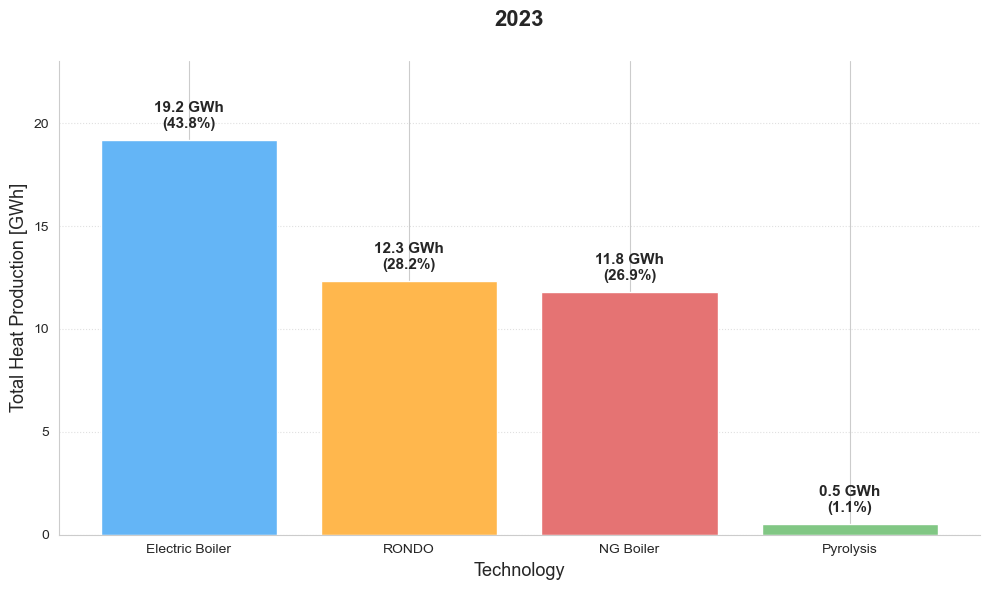 2023
Total Heat Production [GWh]
20
15
10
5
0
19.2 GWh
(43.8%)
12.3 GWh
(28.2%)
11.8 GWh
(26.9%)
0.5 GWh
(1.1%)
Electric Boiler
RONDO
NG Boiler
Pyrolysis
Technology